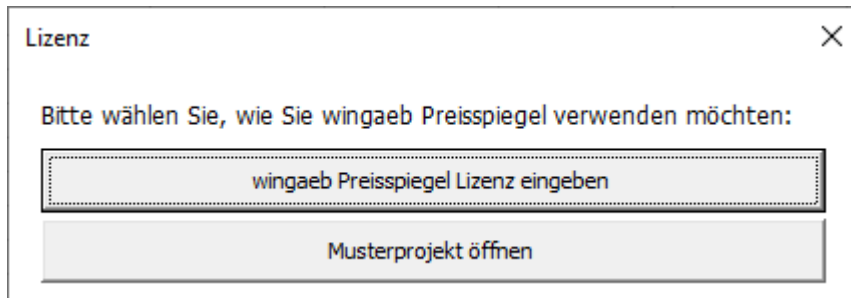 Lizenz
Bitte wählen Sie, wie Sie wingaeb Preisspiegel verwenden möchten:
wingaeb Preisspiegel Lizenz eingeben
Musterprojekt öffnen